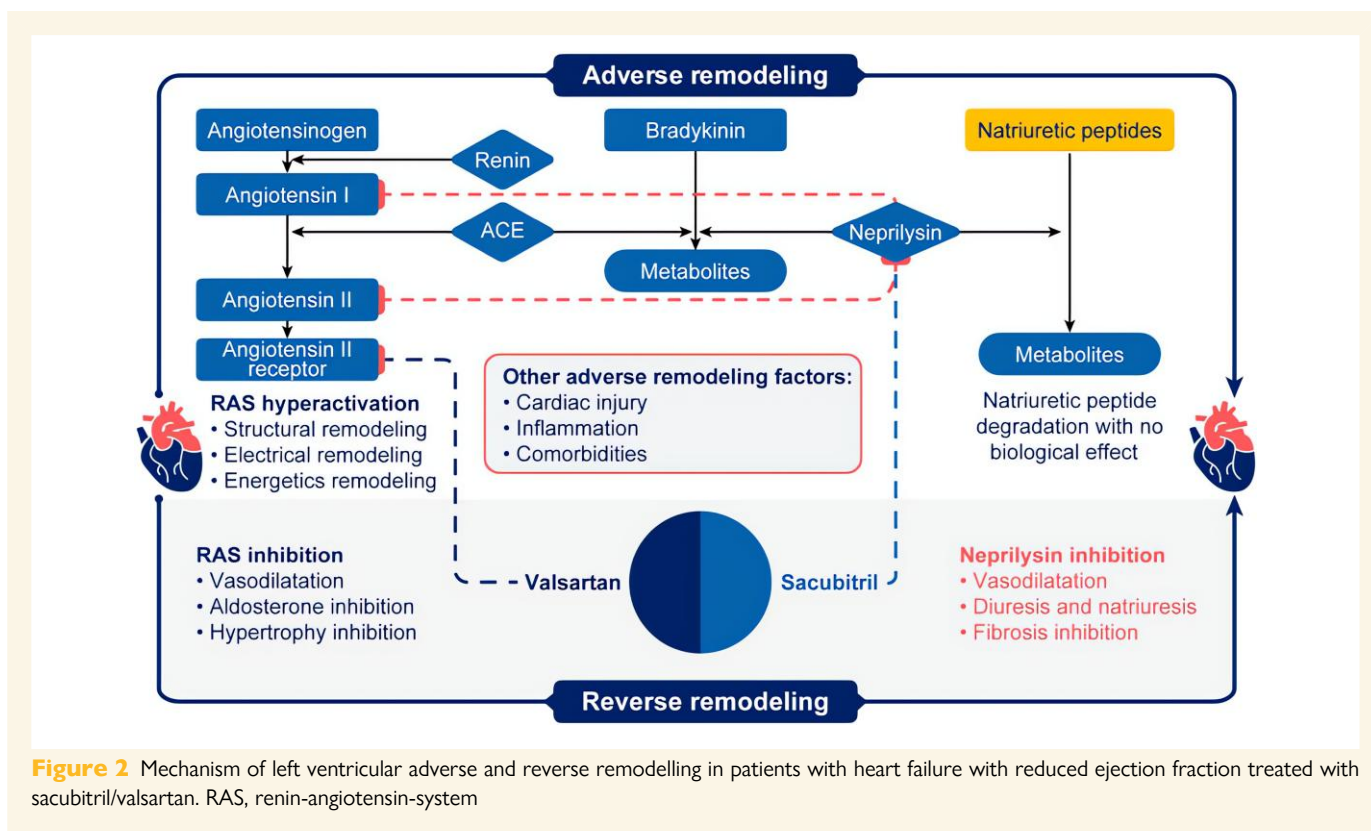 Adverse remodeling
Angiotensinogen
Bradykinin
Natriuretic peptides
Renin
Angiotensin I
ACE
Neprilysin
Metabolites
Angiotensin II
Angiotensin II
receptor
Metabolites
RAS hyperactivation
• Structural remodeling
• Electrical remodeling
• Energetics remodeling
Other adverse remodeling factors:
• Cardiac injury
• Inflammation
• Comorbidities
Natriuretic peptide
degradation with no
biological effect
RAS inhibition
• Vasodilatation
• Aldosterone inhibition
• Hypertrophy inhibition
Valsartan
Sacubitril
Neprilysin inhibition
• Vasodilatation
• Diuresis and natriuresis
• Fibrosis inhibition
Reverse remodeling
Figure 2 Mechanism of left ventricular adverse and reverse remodelling in patients with heart failure with reduced ejection fraction treated with
sacubitril/valsartan. RAS, renin-angiotensin-system